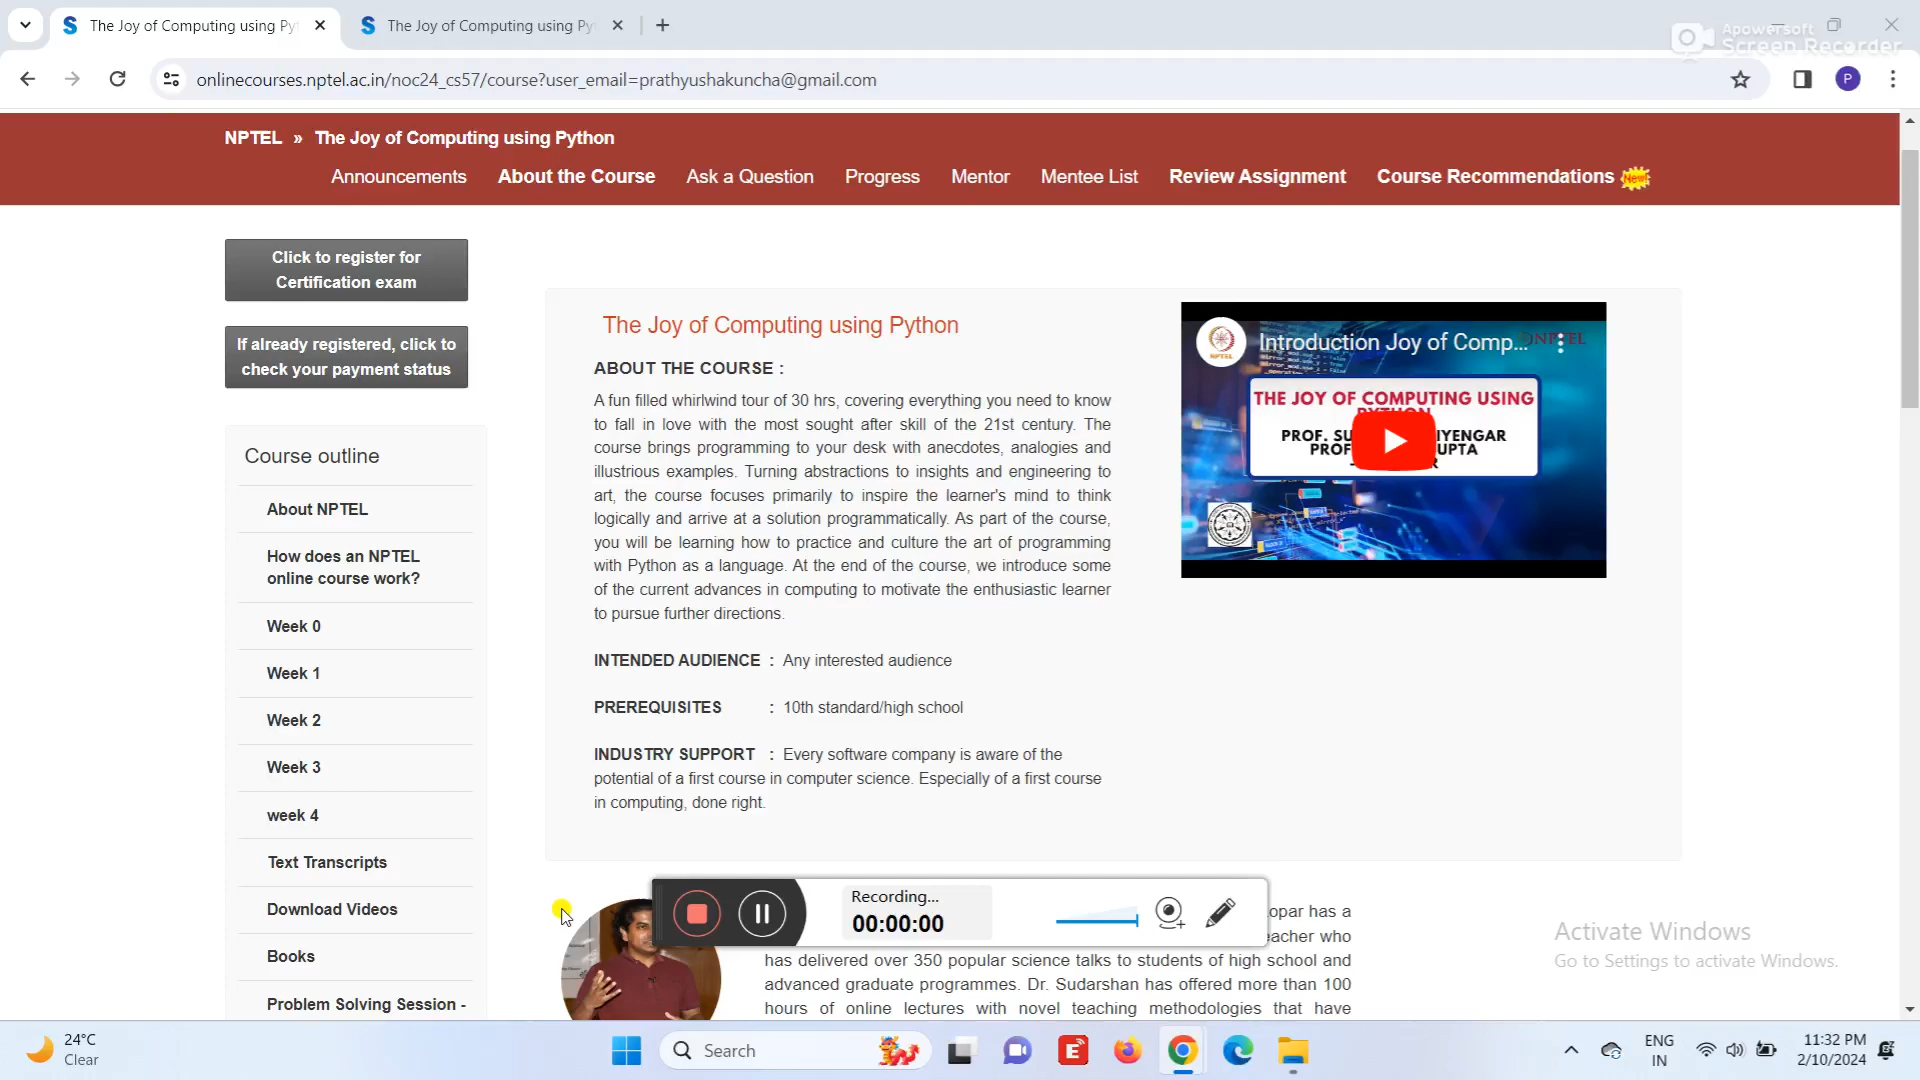 The Joy of Computing using Py
The Joy of Computing using Py
Apowersoft
Screen Recorder
onlinecourses.nptel.ac.in/noc24_cs57/course?user_email=prathyushakuncha@gmail.com
P
NPTEL » The Joy of Computing using Python
Announcements About the Course Ask a Question Progress Mentor Mentee List Review Assignment Course Recommendations New!
Click to register for
Certification exam
If already registered, click to
check your payment status
Course outline
About NPTEL
How does an NPTEL
online course work?
Week 0
Week 1
Week 2
Week 3
week 4
Text Transcripts
Download Videos
Books
Problem Solving Session -
The Joy of Computing using Python
ABOUT THE COURSE :
A fun filled whirlwind tour of 30 hrs, covering everything you need to know
to fall in love with the most sought after skill of the 21st century. The
course brings programming to your desk with anecdotes, analogies and
illustrious examples. Turning abstractions to insights and engineering to
art, the course focuses primarily to inspire the learner's mind to think
logically and arrive at a solution programmatically. As part of the course,
you will be learning how to practice and culture the art of programming
with Python as a language. At the end of the course, we introduce some
of the current advances in computing to motivate the enthusiastic learner
to pursue further directions.
INTENDED AUDIENCE : Any interested audience
PREREQUISITES : 10th standard/high school
INDUSTRY SUPPORT : Every software company is aware of the
potential of a first course in computer science. Especially of a first course
in computing, done right.
Introduction Joy of Comp...
NPTEL
THE JOY OF COMPUTING USING
PROF. SU IYENGAR
PROF UPTA
Recording...
00:00:00
opar has a
eacher who
has delivered over 350 popular science talks to students of high school and
advanced graduate programmes. Dr. Sudarshan has offered more than 100
hours of online lectures with novel teaching methodologies that have
Activate Windows
Go to Settings to activate Windows.
24°C
Clear
Search
ENG
IN
11:32 PM
2/10/2024